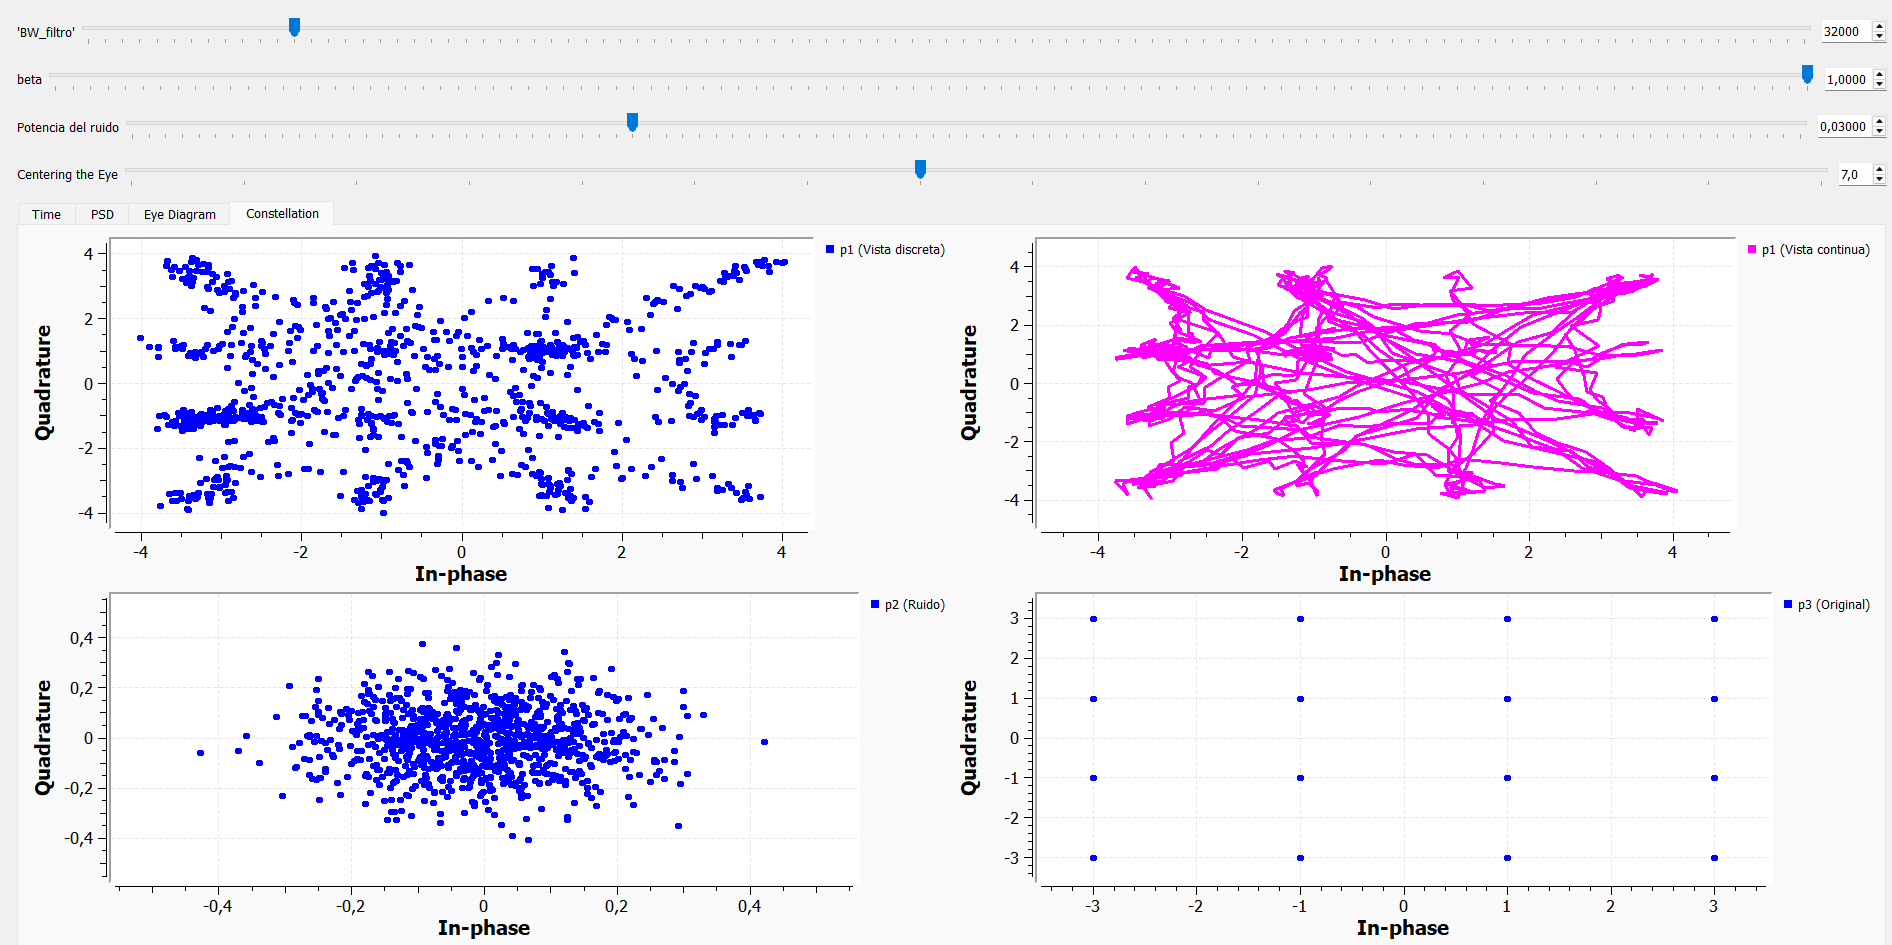 'BW_filtro' 32000
beta 1,0000
Potencia del ruido 0,03000
Centering the Eye 7,0
Time PSD Eye Diagram Constellation
p1 (Vista discreta)
Quadrature
4
2
0
-2
-4
-4 -2 0 2 4
In-phase
p1 (Vista continua)
Quadrature
4
2
0
-2
-4
-4 -2 0 2 4
In-phase
p2 (Ruido)
Quadrature
0,4
0,2
0
-0,2
-0,4
-0,4 -0,2 0 0,2 0,4
In-phase
p3 (Original)
Quadrature
3
2
1
0
-1
-2
-3
-3 -2 -1 0 1 2 3
In-phase